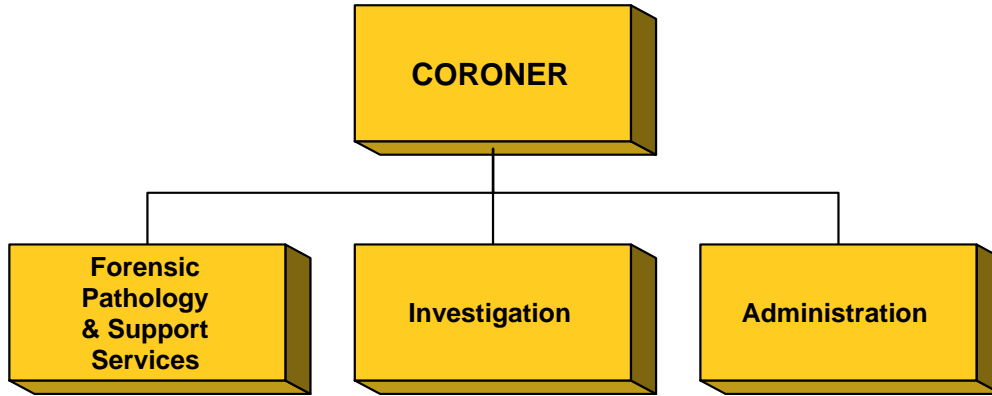 CORONER
Forensic
Pathology
& Support
Services
Investigation
Administration